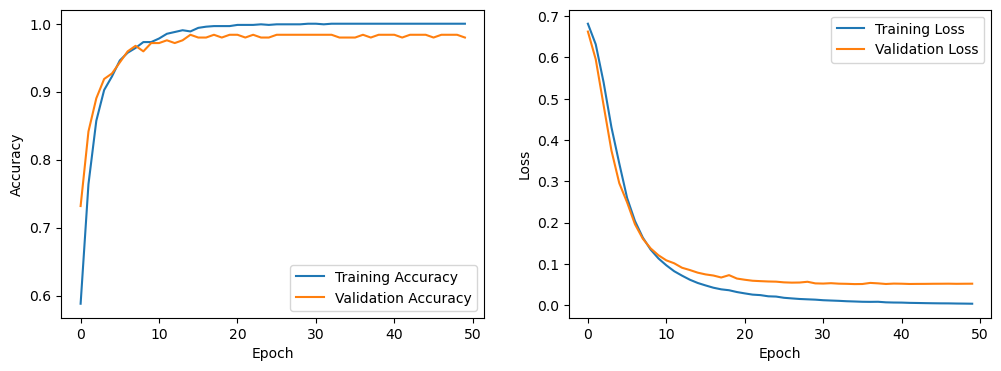 1.0
0.9
0.8
0.7
0.6
Accuracy
Training Accuracy
Validation Accuracy
0 10 20 30 40 50
Epoch
0.7
0.6
0.5
0.4
0.3
0.2
0.1
0.0
Loss
Training Loss
Validation Loss
0 10 20 30 40 50
Epoch